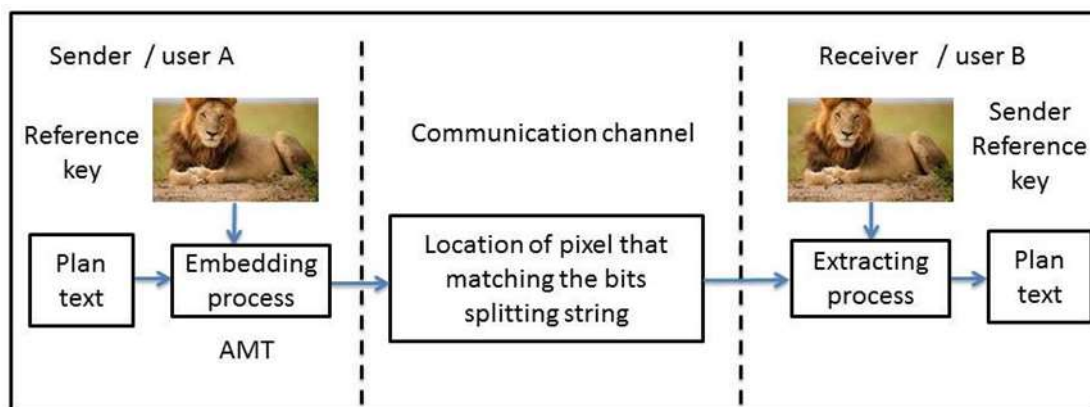 Sender / user A
Reference
key
Plan
text
Embedding
process
AMT
Communication channel
Location of pixel that
matching the bits
splitting string
Receiver / user B
Sender
Reference
key
Extracting
process
Plan
text